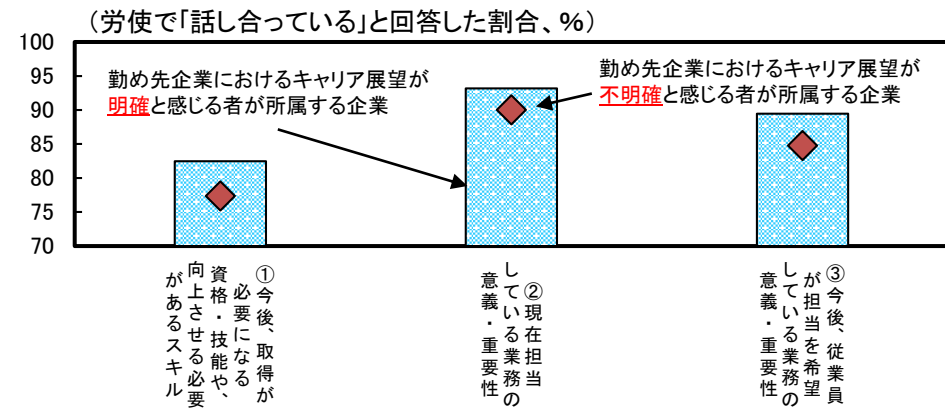 （労使で「話し合っている」と回答した割合、％）
100
95
90
85
80
75
70
勤め先企業におけるキャリア展望が
明確と感じる者が所属する企業
勤め先企業におけるキャリア展望が
不明確と感じる者が所属する企業
①今後、取得が
必要になる
資格・技能や、
向上させる必要
があるスキル
②現在担当
している業務の
意義・重要性
③今後、従業員
が担当を希望
している業務の
意義・重要性